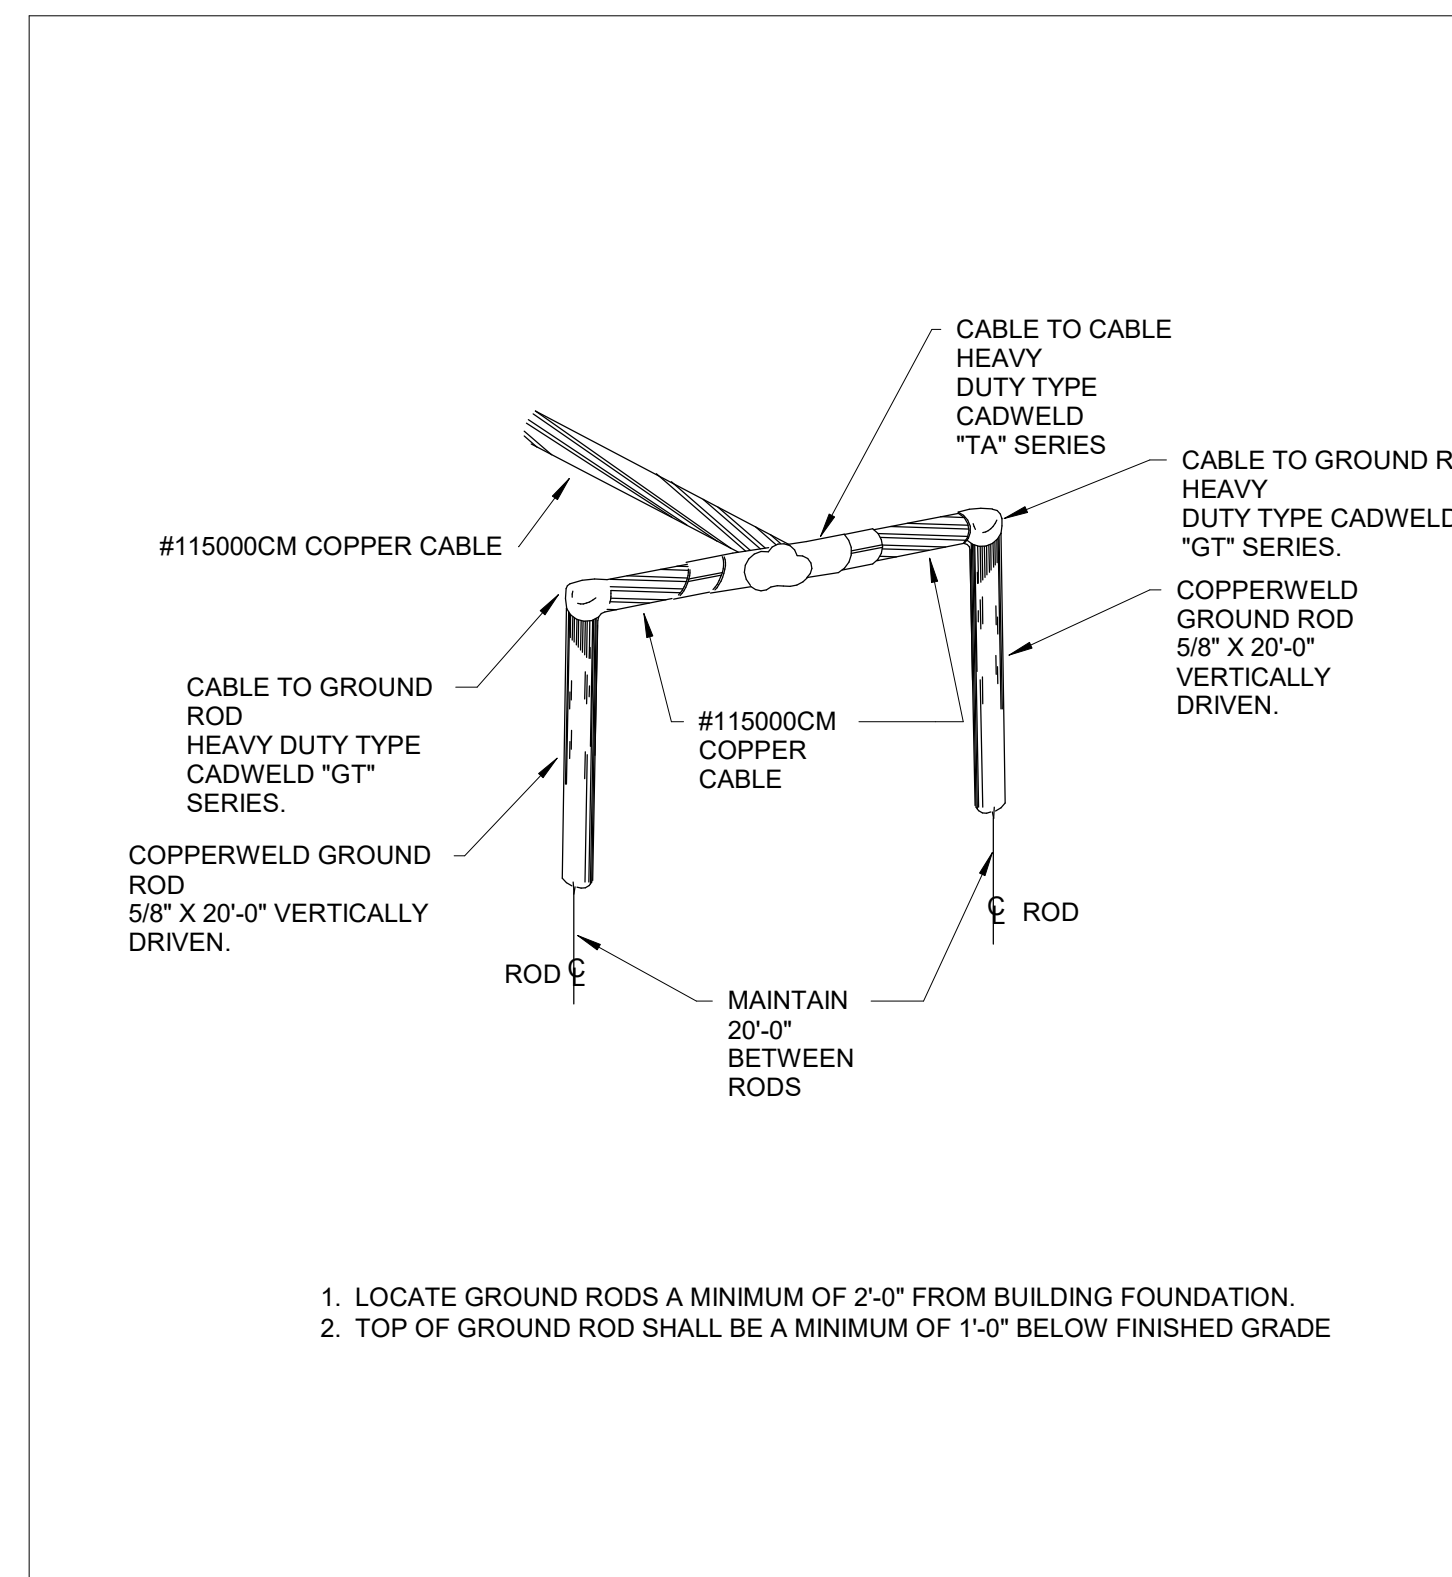 CABLE TO CABLE
HEAVY
DUTY TYPE
CADWELD
"TA" SERIES
CABLE TO GROUND
HEAVY
DUTY TYPE CADWELD
"GT" SERIES.
#115000CM COPPER CABLE
COPPERWELD
GROUND ROD
5/8" X 20'-0"
VERTICALLY
DRIVEN.
CABLE TO GROUND
ROD
HEAVY DUTY TYPE
CADWELD "GT"
SERIES.
#115000CM
COPPER
CABLE
COPPERWELD GROUND
ROD
5/8" X 20'-0" VERTICALLY
DRIVEN.
℄ ROD
ROD ℄
MAINTAIN
20'-0"
BETWEEN
RODS
1. LOCATE GROUND RODS A MINIMUM OF 2'-0" FROM BUILDING FOUNDATION.
2. TOP OF GROUND ROD SHALL BE A MINIMUM OF 1'-0" BELOW FINISHED GRADE